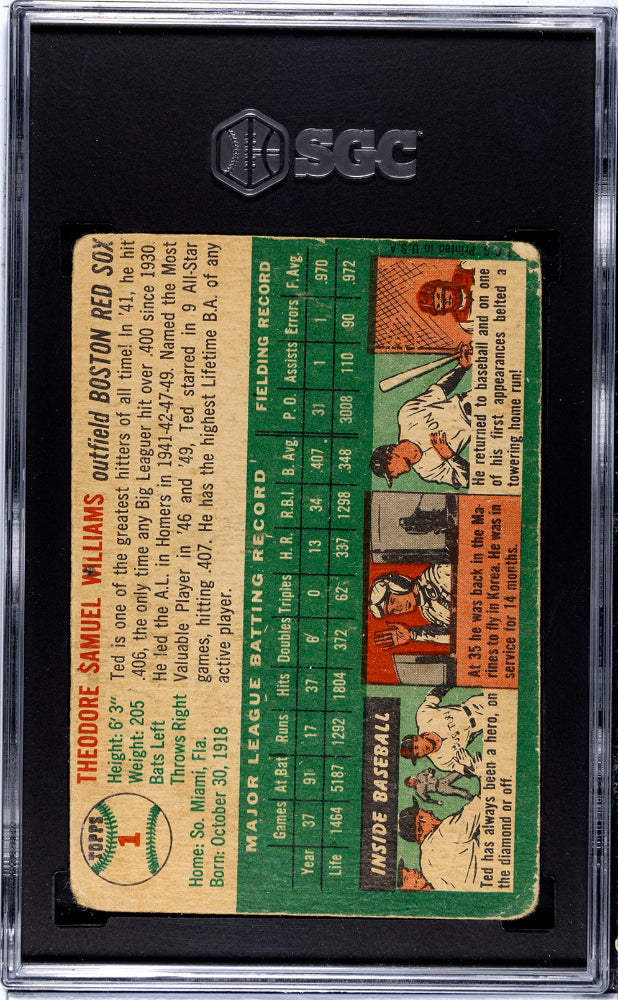 SGC
TOPPS
1
THEODORE SAMUEL WILLIAMS outfield BOSTON RED SOX
Height: 6' 3"
Weight: 205
Bats Left
Throws Right
Home: So. Miami, Fla.
Born: October 30, 1918
Ted is one of the greatest hitters of all time! In '41, he hit
.406, the only time any Big Leaguer hit over .400 since 1930.
He led the A.L. in Homers in 1941-42-47-49. Named the Most
Valuable Player in '46 and '49, Ted starred in 9 All-Star
games, hitting .407. He has the highest Lifetime B.A. of any
active player.
MAJOR LEAGUE BATTING RECORD FIELDING RECORD
Games At Bat Runs Hits Doubles Triples H. R. R.B.I. B. Avg. P. O. Assists Errors F. Avg.
Year 37 91 17 37 6 0 13 34 .407 31 1 1 .970
Life 1464 5187 1292 1804 372 62 337 1298 .348 3008 110 90 .972
INSIDE BASEBALL
Ted has always been a hero, on
the diamond or off.
At 35 he was back in the Ma-
rines to fly in Korea. He was in
service for 14 months.
He returned to baseball and on one
of his first appearances belted a
towering home run!
T. C. G. Printed in U. S. A.